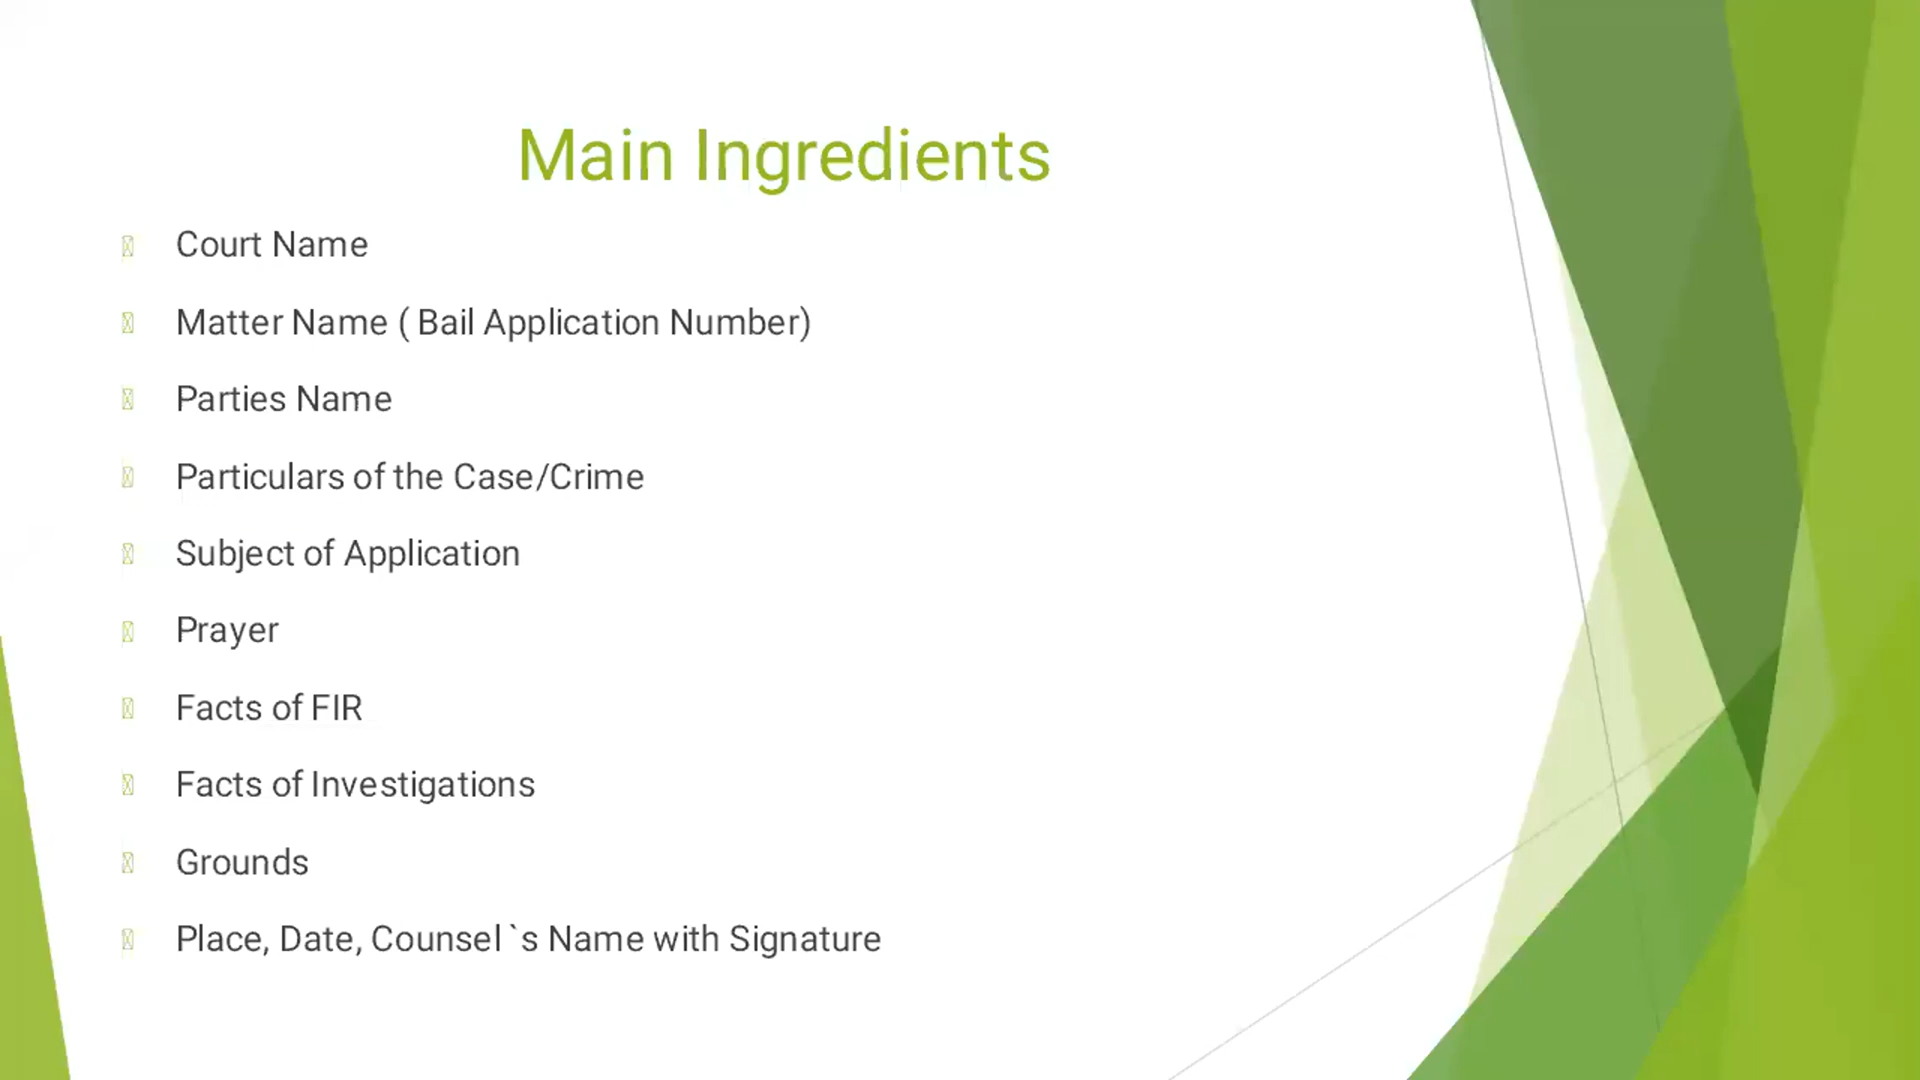 Main Ingredients
Court Name
Matter Name ( Bail Application Number)
Parties Name
Particulars of the Case/Crime
Subject of Application
Prayer
Facts of FIR
Facts of Investigations
Grounds
Place, Date, Counsel`s Name with Signature